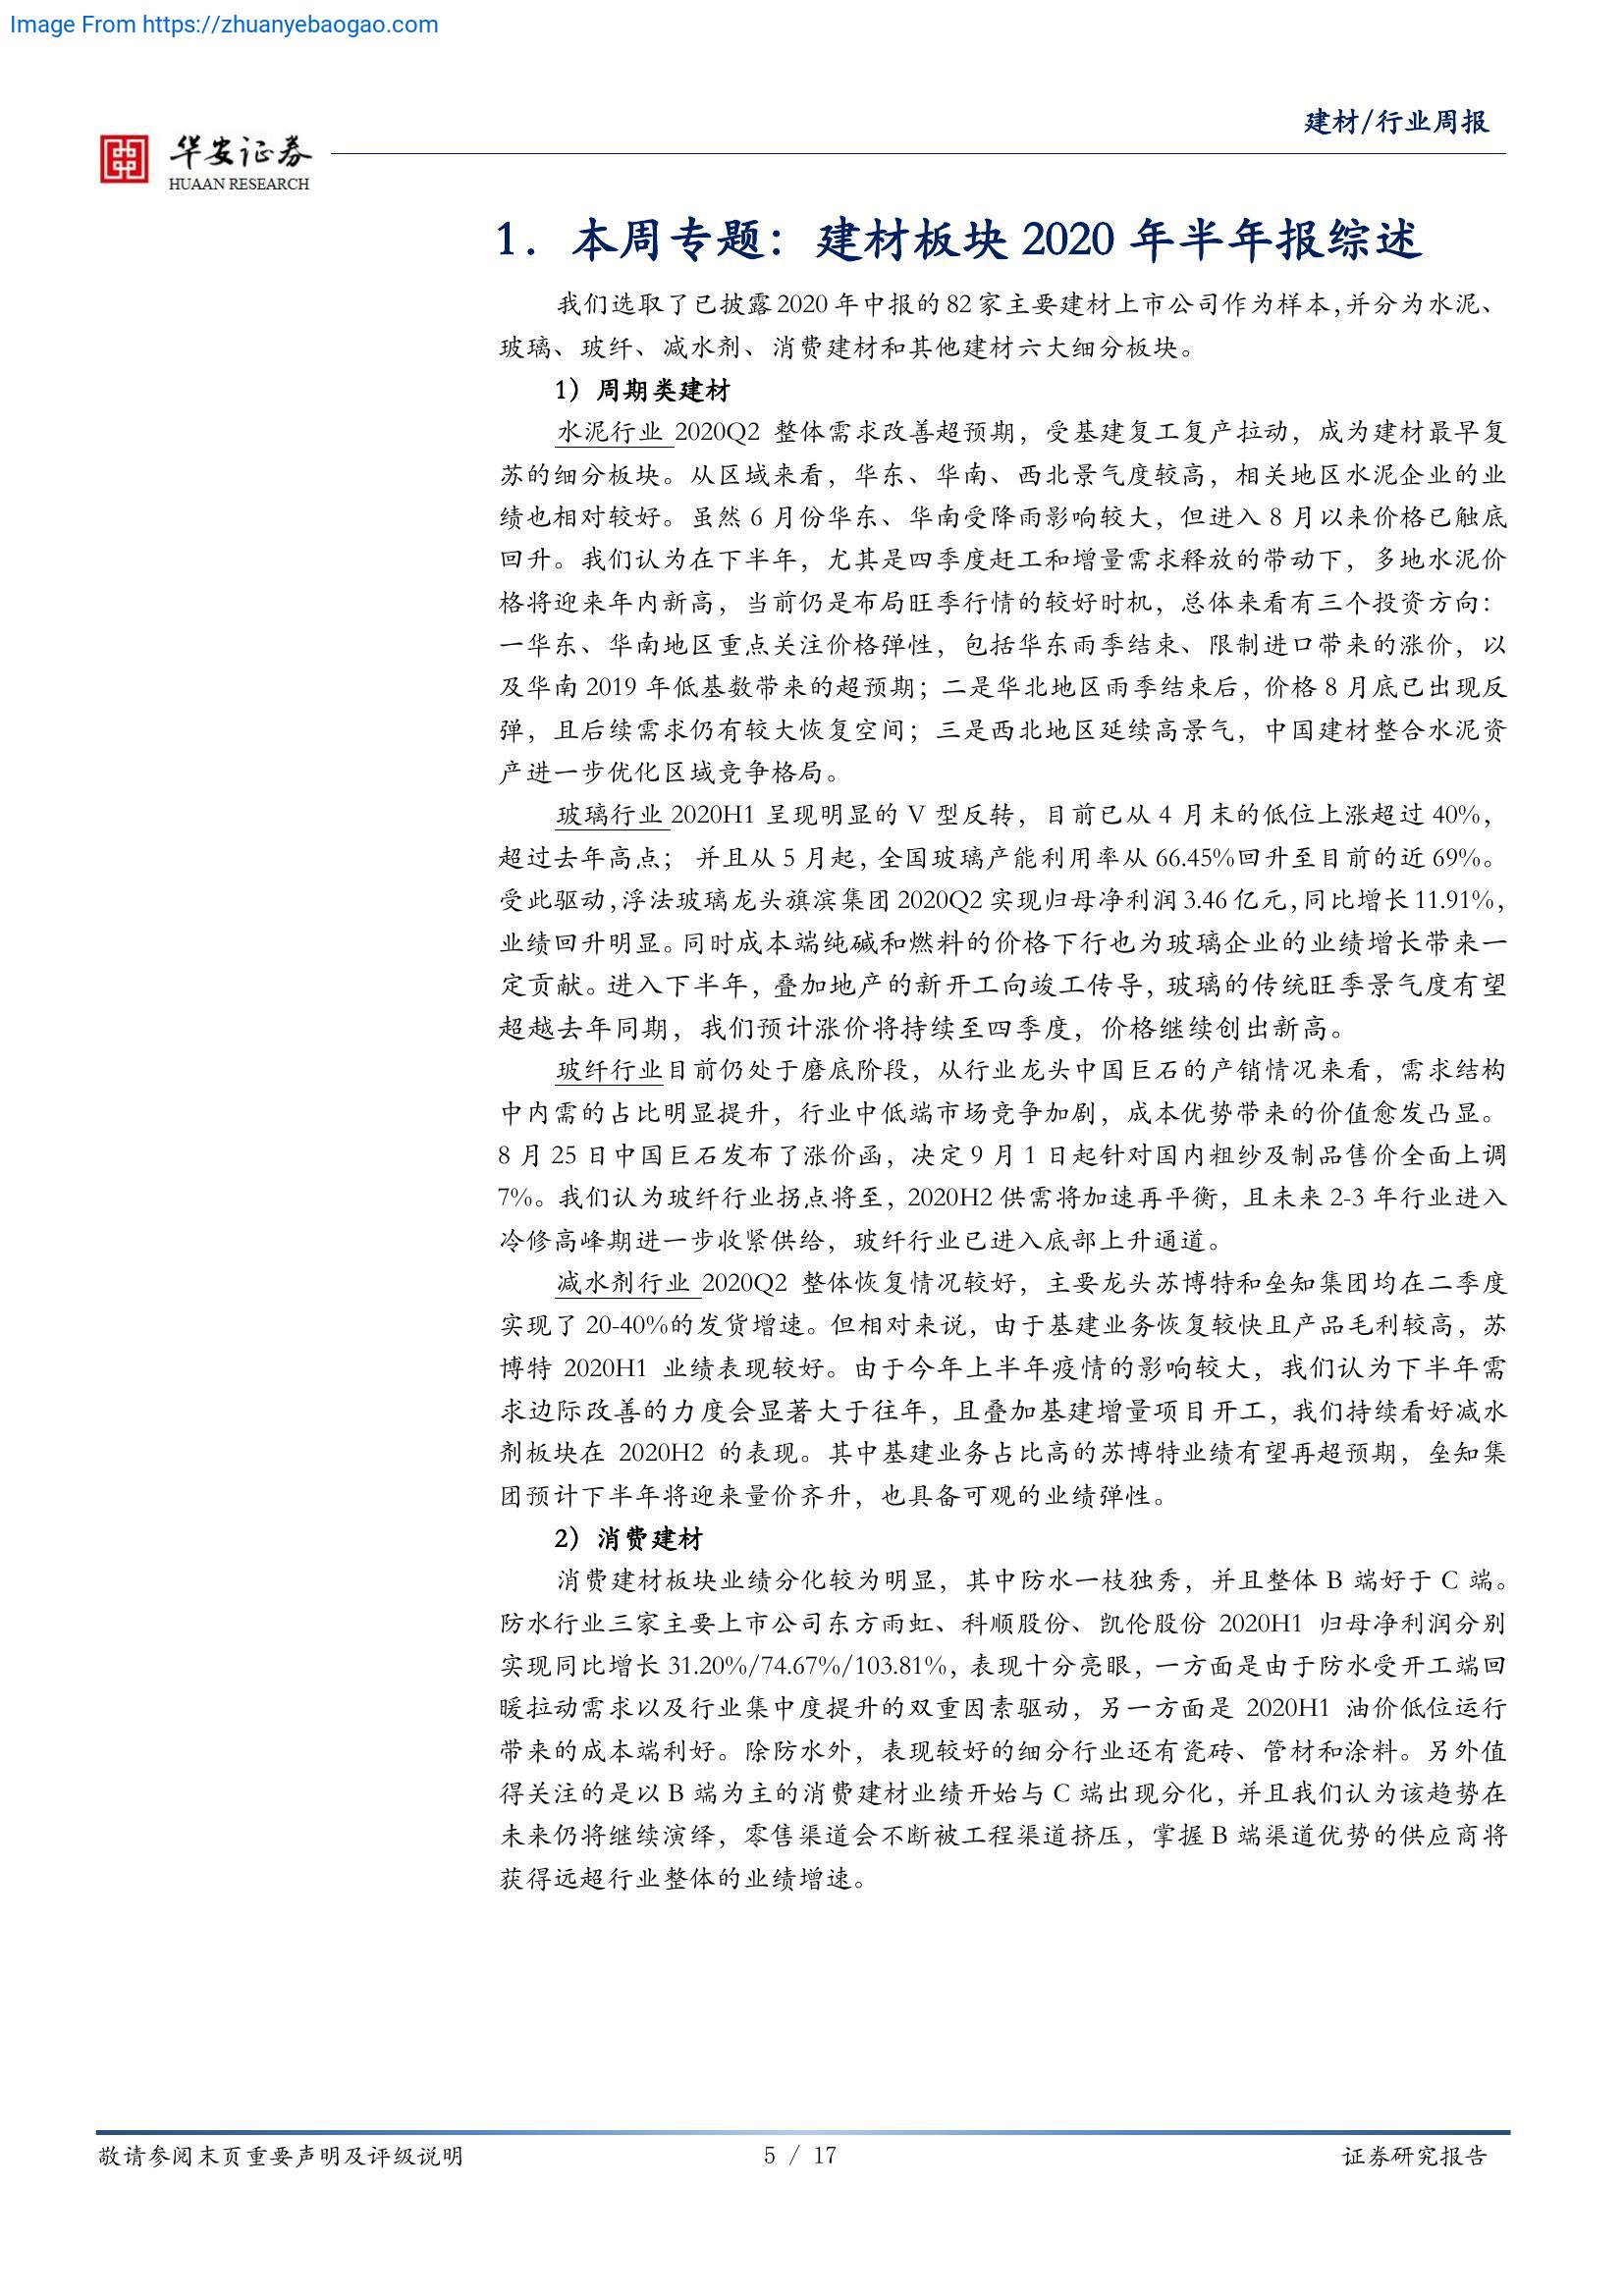 Image From https://zhuanyebaogao.com
建材/行业周报
华安证券
HUAAN RESEARCH
1. 本周专题：建材板块 2020 年半年报综述
我们选取了已披露 2020 年中报的 82 家主要建材上市公司作为样本，并分为水泥、
玻璃、玻纤、减水剂、消费建材和其他建材六大细分板块。
1）周期类建材
水泥行业 2020Q2 整体需求改善超预期，受基建复工复产拉动，成为建材最早复
苏的细分板块。从区域来看，华东、华南、西北景气度较高，相关地区水泥企业的业
绩也相对较好。虽然 6 月份华东、华南受降雨影响较大，但进入 8 月以来价格已触底
回升。我们认为在下半年，尤其是四季度赶工和增量需求释放的带动下，多地水泥价
格将迎来年内新高，当前仍是布局旺季行情的较好时机，总体来看有三个投资方向：
一华东、华南地区重点关注价格弹性，包括华东雨季结束、限制进口带来的涨价，以
及华南 2019 年低基数带来的超预期；二是华北地区雨季结束后，价格 8 月底已出现反
弹，且后续需求仍有较大恢复空间；三是西北地区延续高景气，中国建材整合水泥资
产进一步优化区域竞争格局。
玻璃行业 2020H1 呈现明显的 V 型反转，目前已从 4 月末的低位上涨超过 40%，
超过去年高点； 并且从 5 月起，全国玻璃产能利用率从 66.45%回升至目前的近 69%。
受此驱动，浮法玻璃龙头旗滨集团 2020Q2 实现归母净利润 3.46 亿元，同比增长 11.91%，
业绩回升明显。同时成本端纯碱和燃料的价格下行也为玻璃企业的业绩增长带来一
定贡献。进入下半年，叠加地产的新开工向竣工传导，玻璃的传统旺季景气度有望
超越去年同期，我们预计涨价将持续至四季度，价格继续创出新高。
玻纤行业目前仍处于磨底阶段，从行业龙头中国巨石的产销情况来看，需求结构
中内需的占比明显提升，行业中低端市场竞争加剧，成本优势带来的价值愈发凸显。
8 月 25 日中国巨石发布了涨价函，决定 9 月 1 日起针对国内粗纱及制品售价全面上调
7%。我们认为玻纤行业拐点将至，2020H2 供需将加速再平衡，且未来 2-3 年行业进入
冷修高峰期进一步收紧供给，玻纤行业已进入底部上升通道。
减水剂行业 2020Q2 整体恢复情况较好，主要龙头苏博特和垒知集团均在二季度
实现了 20-40%的发货增速。但相对来说，由于基建业务恢复较快且产品毛利较高，苏
博特 2020H1 业绩表现较好。由于今年上半年疫情的影响较大，我们认为下半年需
求边际改善的力度会显著大于往年，且叠加基建增量项目开工，我们持续看好减水
剂板块在 2020H2 的表现。其中基建业务占比高的苏博特业绩有望再超预期，垒知集
团预计下半年将迎来量价齐升，也具备可观的业绩弹性。
2）消费建材
消费建材板块业绩分化较为明显，其中防水一枝独秀，并且整体 B 端好于 C 端。
防水行业三家主要上市公司东方雨虹、科顺股份、凯伦股份 2020H1 归母净利润分别
实现同比增长 31.20%/74.67%/103.81%，表现十分亮眼，一方面是由于防水受开工端回
暖拉动需求以及行业集中度提升的双重因素驱动，另一方面是 2020H1 油价低位运行
带来的成本端利好。除防水外，表现较好的细分行业还有瓷砖、管材和涂料。另外值
得关注的是以 B 端为主的消费建材业绩开始与 C 端出现分化，并且我们认为该趋势在
未来仍将继续演绎，零售渠道会不断被工程渠道挤压，掌握 B 端渠道优势的供应商将
获得远超行业整体的业绩增速。
敬请参阅末页重要声明及评级说明
5 / 17
证券研究报告